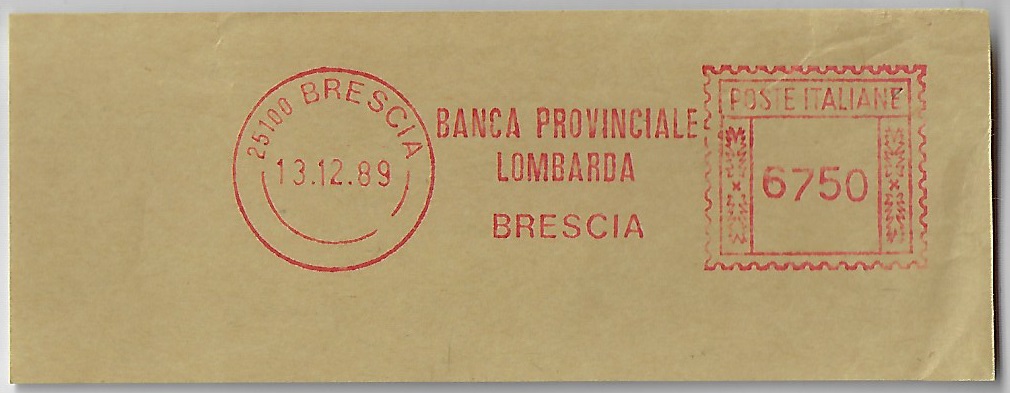 25100 BRESCIA
13.12.89
BANCA PROVINCIALE
LOMBARDA
BRESCIA
POSTE ITALIANE
6750